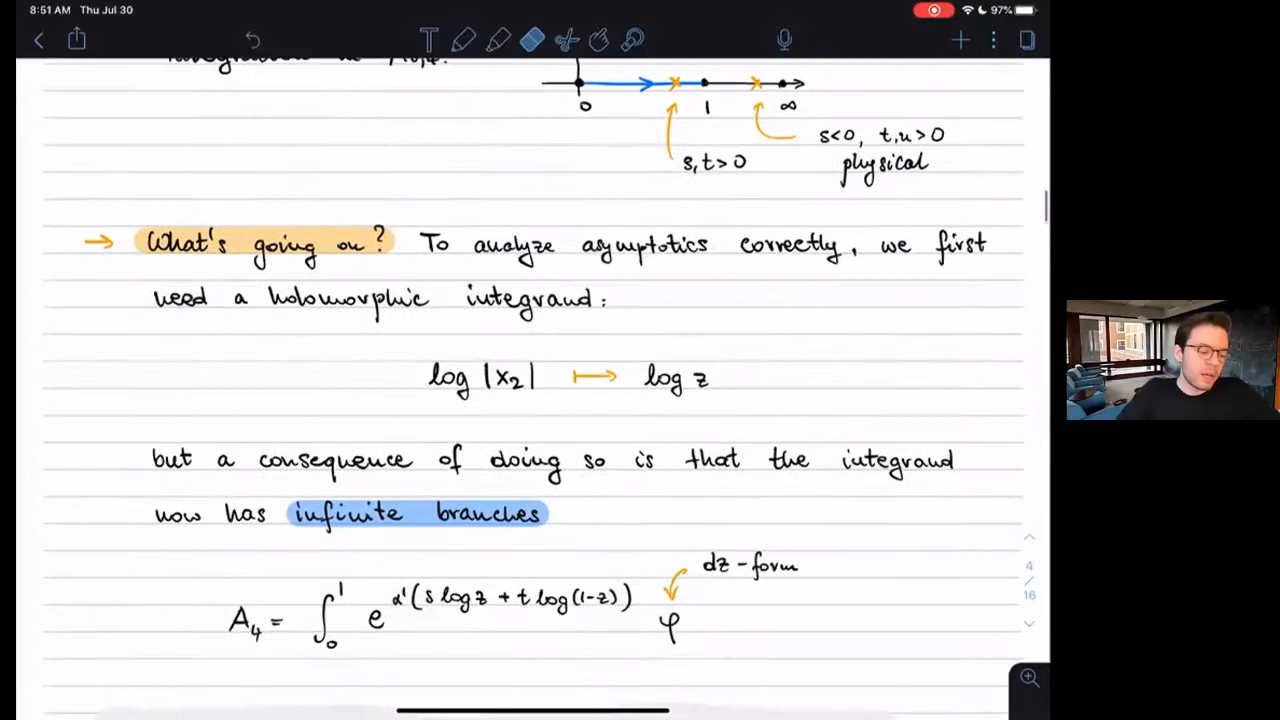 8:51 AM Thu Jul 30
97%
0 1 ∞
s<0, t,u>0
s,t>0 physical
→ What's going on? To analyze asymptotics correctly, we first
need a holomorphic integrand:
log |x₂| ↦ log z
but a consequence of doing so is that the integrand
now has infinite branches
dz-form
A₄ = ∫₀¹ e^{α'(s log z + t log(1-z))} φ
4
/
16